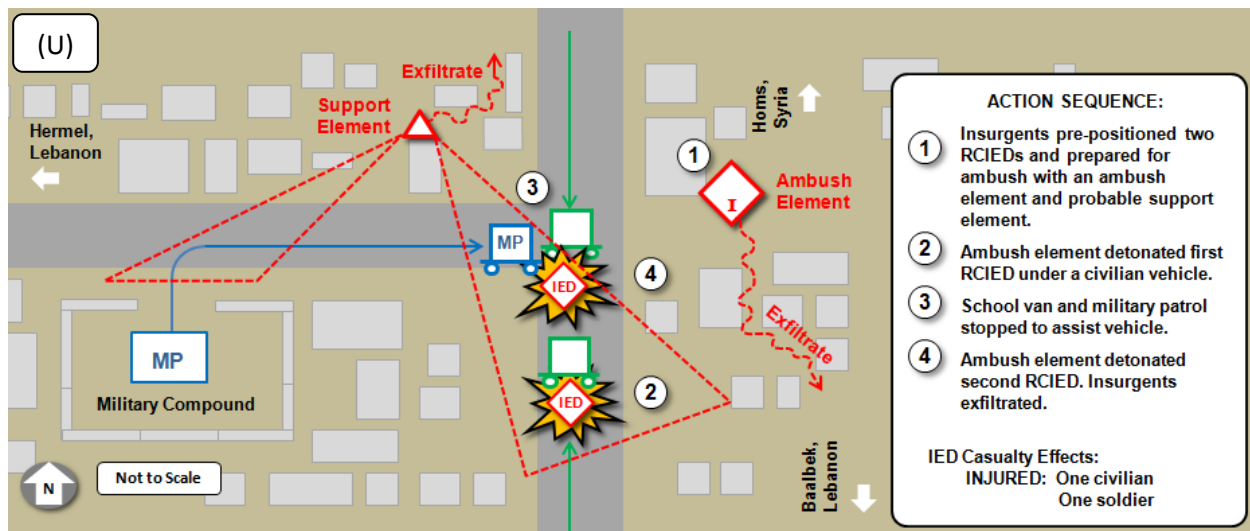 (U)
Exfiltrate
Support
Element
Hermel,
Lebanon
Homs,
Syria
1
Ambush
Element
I
3
MP
IED
4
Exfiltrate
MP
Military Compound
IED
2
Baalbek,
Lebanon
N
Not to Scale
ACTION SEQUENCE:
1
Insurgents pre-positioned two
RCIEDs and prepared for
ambush with an ambush
element and probable support
element.
2
Ambush element detonated first
RCIED under a civilian vehicle.
3
School van and military patrol
stopped to assist vehicle.
4
Ambush element detonated
second RCIED. Insurgents
exfiltrated.
IED Casualty Effects:
INJURED: One civilian
One soldier